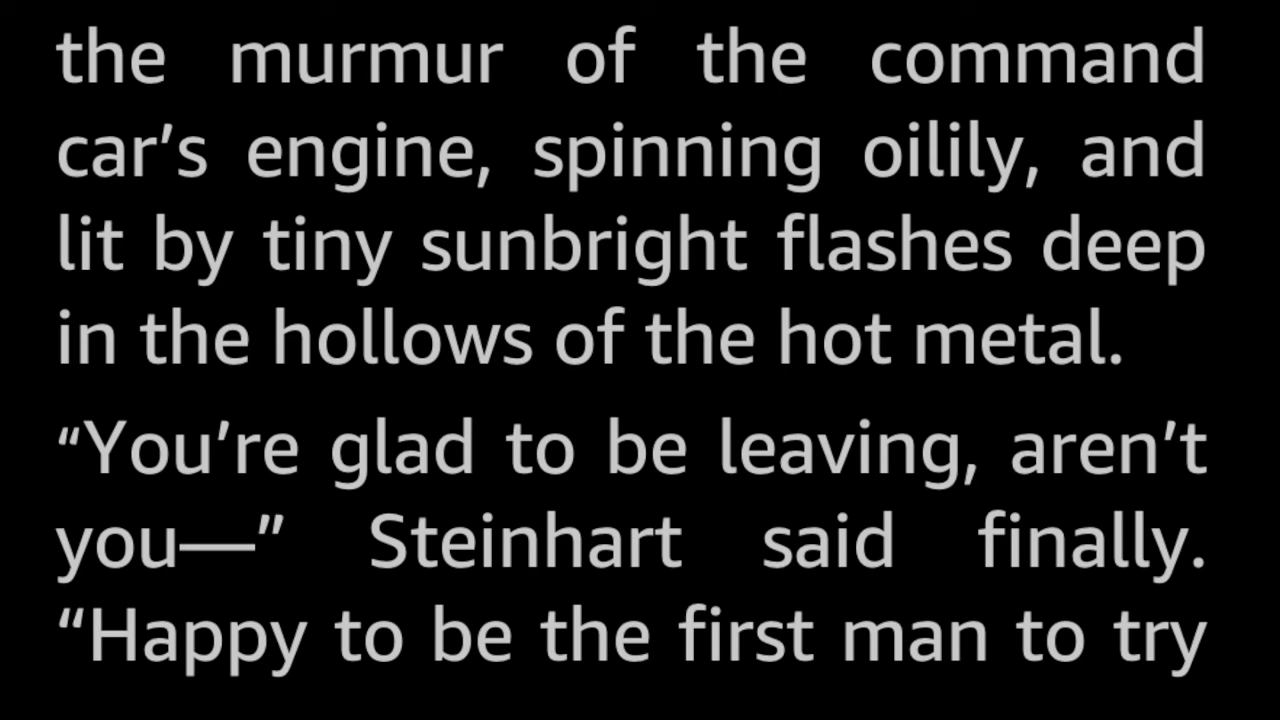 the murmur of the command
car’s engine, spinning oilily, and
lit by tiny sunbright flashes deep
in the hollows of the hot metal.
“You’re glad to be leaving, aren’t
you—” Steinhart said finally.
“Happy to be the first man to try